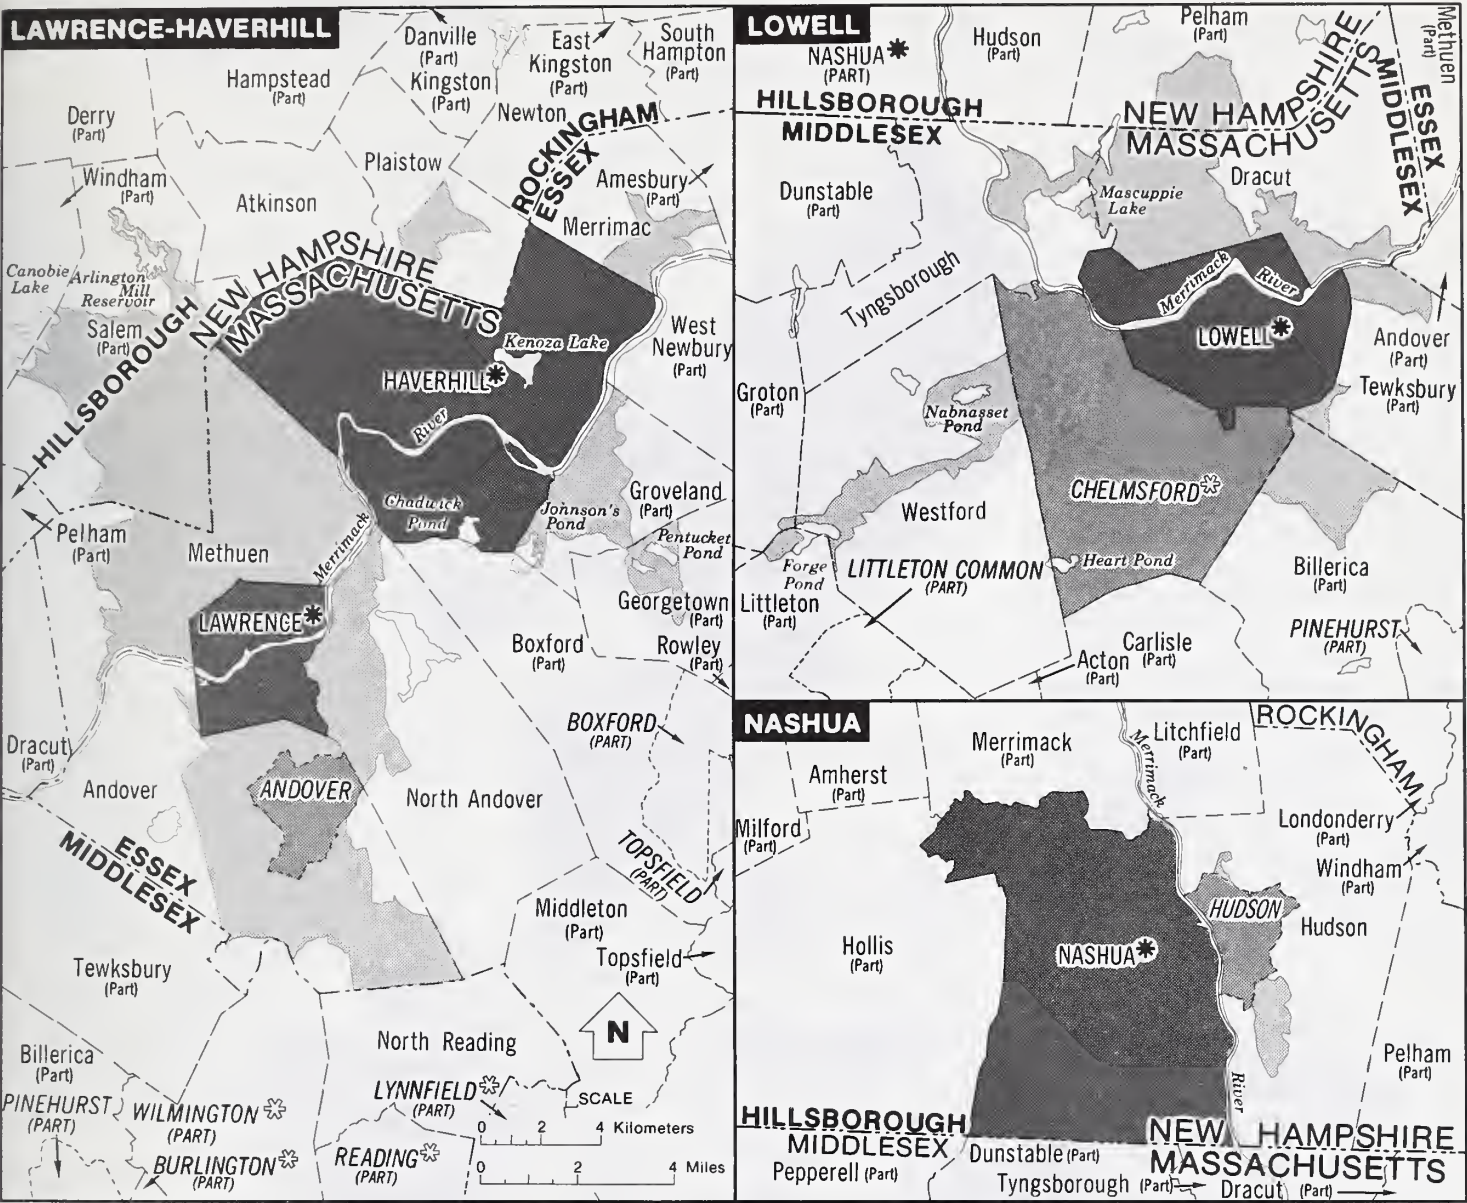 LAWRENCE-HAVERHILL
Danville
(Part)
East
Kingston
(Part)
South
Hampton
(Part)
Hampstead
(Part)
Kingston
(Part)
Newton
Derry
(Part)
ROCKINGHAM
ESSEX
Plaistow
Windham
(Part)
Amesbury
(Part)
Atkinson
Merrimac
NEW HAMPSHIRE
MASSACHUSETTS
Canobie
Lake
Arlington
Mill
Reservoir
Salem
(Part)
HILLSBOROUGH
ROCKINGHAM
West
Newbury
(Part)
Kenoza Lake
HAVERHILL
River
Groveland
(Part)
Chadwick
Pond
Johnson's
Pond
Pelham
(Part)
Merrimack
Pentucket
Pond
Methuen
LAWRENCE
Georgetown
(Part)
Boxford
(Part)
Rowley
(Part)
BOXFORD
(PART)
Dracut
(Part)
Andover
ANDOVER
North Andover
TOPSFIELD
(PART)
ESSEX
MIDDLESEX
Middleton
(Part)
Topsfield
(Part)
Tewksbury
(Part)
N
North Reading
Billerica
(Part)
LYNNFIELD
(PART)
SCALE
PINEHURST
(PART)
WILMINGTON
(PART)
0 2 4 Kilometers
BURLINGTON
(PART)
READING
(PART)
0 2 4 Miles
LOWELL
NASHUA
(PART)
Hudson
(Part)
Pelham
(Part)
Methuen
(Part)
HILLSBOROUGH
MIDDLESEX
NEW HAMPSHIRE
MASSACHUSETTS
ESSEX
MIDDLESEX
Dunstable
(Part)
Mascuppie
Lake
Dracut
Tyngsborough
Merrimack
River
LOWELL
Andover
(Part)
Groton
(Part)
Tewksbury
(Part)
Nabnasset
Pond
CHELMSFORD
Westford
Forge
Pond
LITTLETON COMMON
(PART)
Heart Pond
Billerica
(Part)
Littleton
(Part)
PINEHURST
(PART)
Carlisle
(Part)
Acton
(Part)
NASHUA
Merrimack
(Part)
Merrimack
Litchfield
(Part)
ROCKINGHAM
Amherst
(Part)
Milford
(Part)
Londonderry
(Part)
Windham
(Part)
HUDSON
Hudson
Hollis
(Part)
NASHUA
Pelham
(Part)
River
HILLSBOROUGH
MIDDLESEX
NEW HAMPSHIRE
MASSACHUSETTS
Pepperell (Part)
Dunstable (Part)
Tyngsborough (Part)
Dracut (Part)